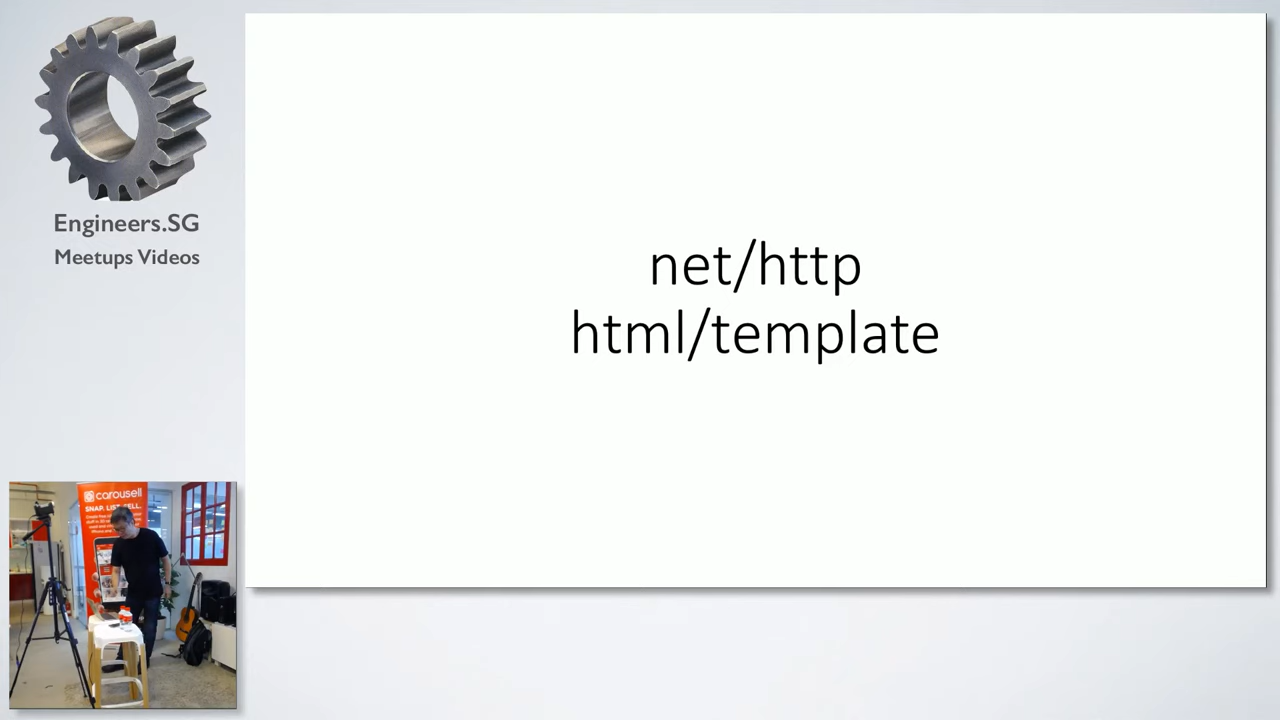 Engineers.SG
Meetups Videos
net/http
html/template
carousell
SNAP. LIST. SELL.